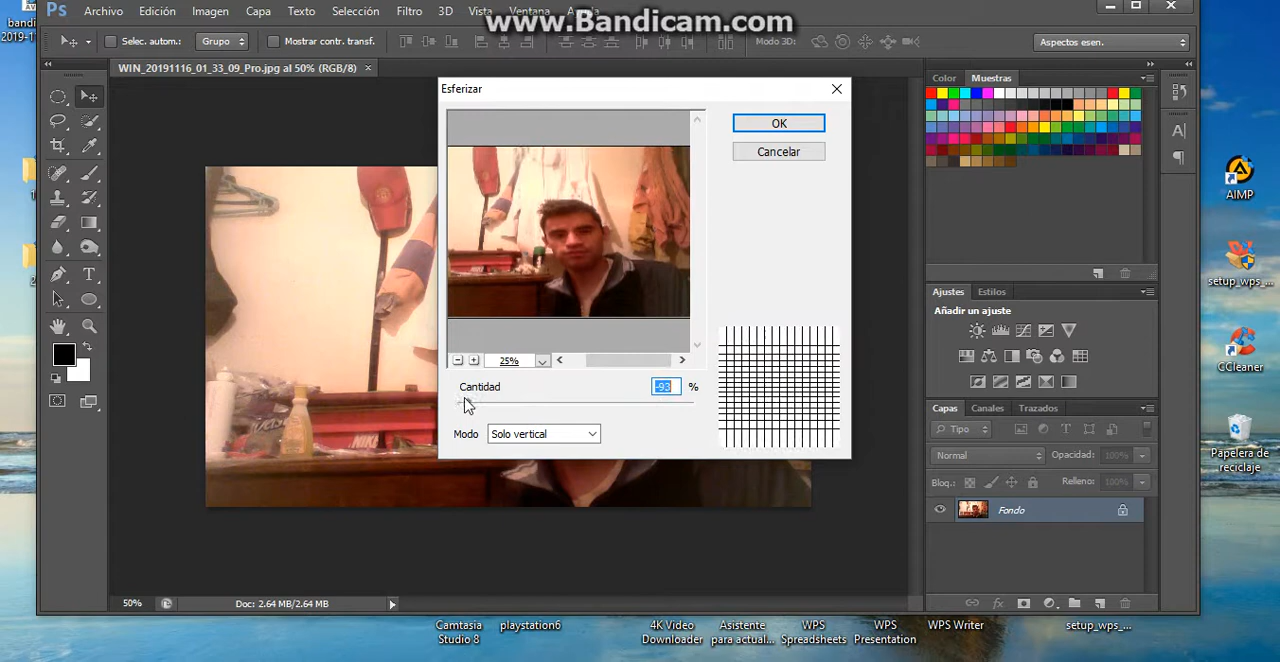 bandi
2019-1
Ps
Archivo Edición Imagen Capa Texto Selección Filtro 3D Vista Ventana Ayuda
www.Bandicam.com
Selec. autom.: Grupo Mostrar contr. transf. Modo 3D: Aspectos esen.
WIN_20191116_01_33_09_Pro.jpg al 50% (RGB/8) ×
Esferizar
OK
Cancelar
25%
Cantidad -93 %
Modo Solo vertical
NIKE
Color Muestras
Ajustes Estilos
Añadir un ajuste
Capas Canales Trazados
Tipo
Normal Opacidad: 100%
Bloq.: Relleno: 100%
Fondo
50% Doc: 2.64 MB/2.64 MB
AIMP
setup_wps_...
CCleaner
Papelera de
reciclaje
Camtasia
Studio 8
playstation6
4K Video
Downloader
Asistente
para actual...
WPS
Spreadsheets
WPS
Presentation
WPS Writer
setup_wps_...